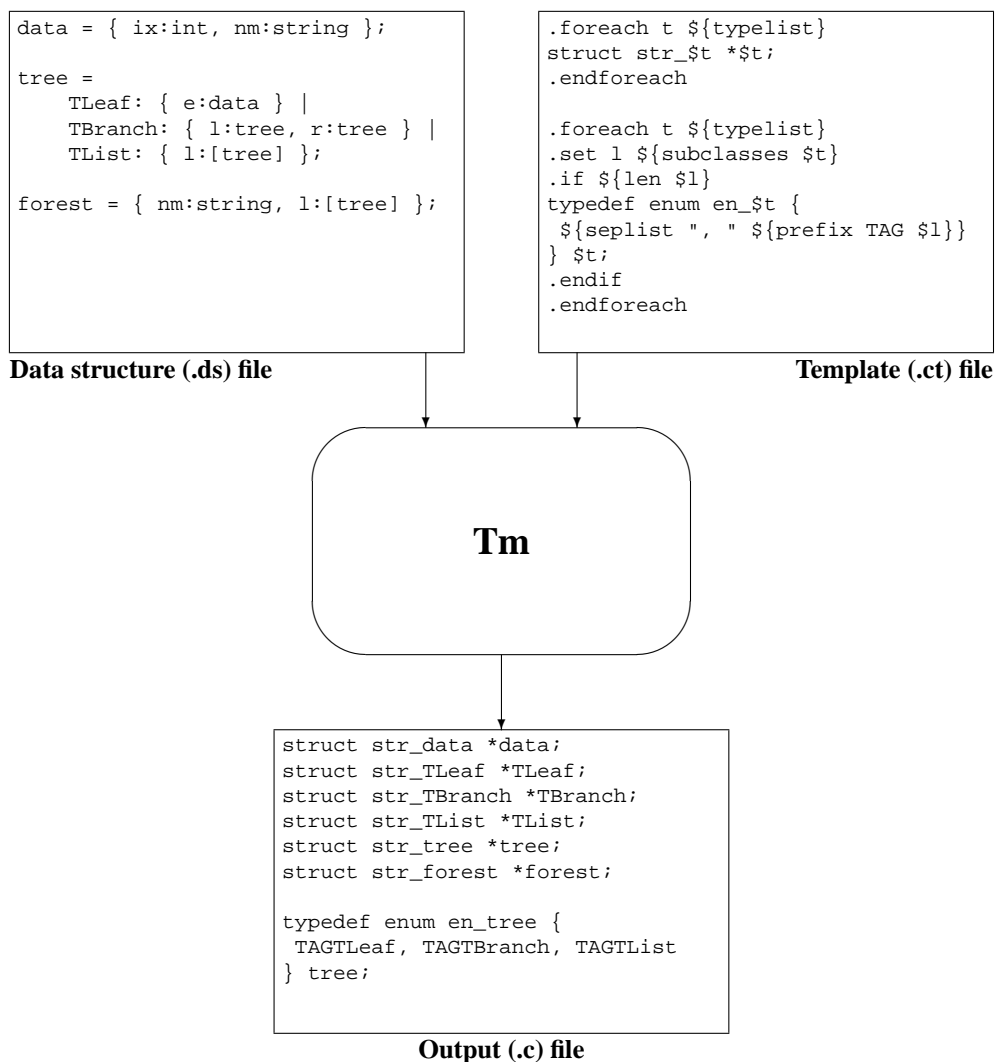 data = { ix:int, nm:string };
tree =
    TLeaf: { e:data } |
    TBranch: { l:tree, r:tree } |
    TList: { l:[tree] };
forest = { nm:string, l:[tree] };
Data structure (.ds) file
.foreach t ${typelist}
struct str_$t *$t;
.endforeach
.foreach t ${typelist}
.set l ${subclasses $t}
.if ${len $l}
typedef enum en_$t {
 ${seplist ", " ${prefix TAG $l}}
} $t;
.endif
.endforeach
Template (.ct) file
Tm
struct str_data *data;
struct str_TLeaf *TLeaf;
struct str_TBranch *TBranch;
struct str_TList *TList;
struct str_tree *tree;
struct str_forest *forest;
typedef enum en_tree {
 TAGTLeaf, TAGTBranch, TAGTList
} tree;
Output (.c) file